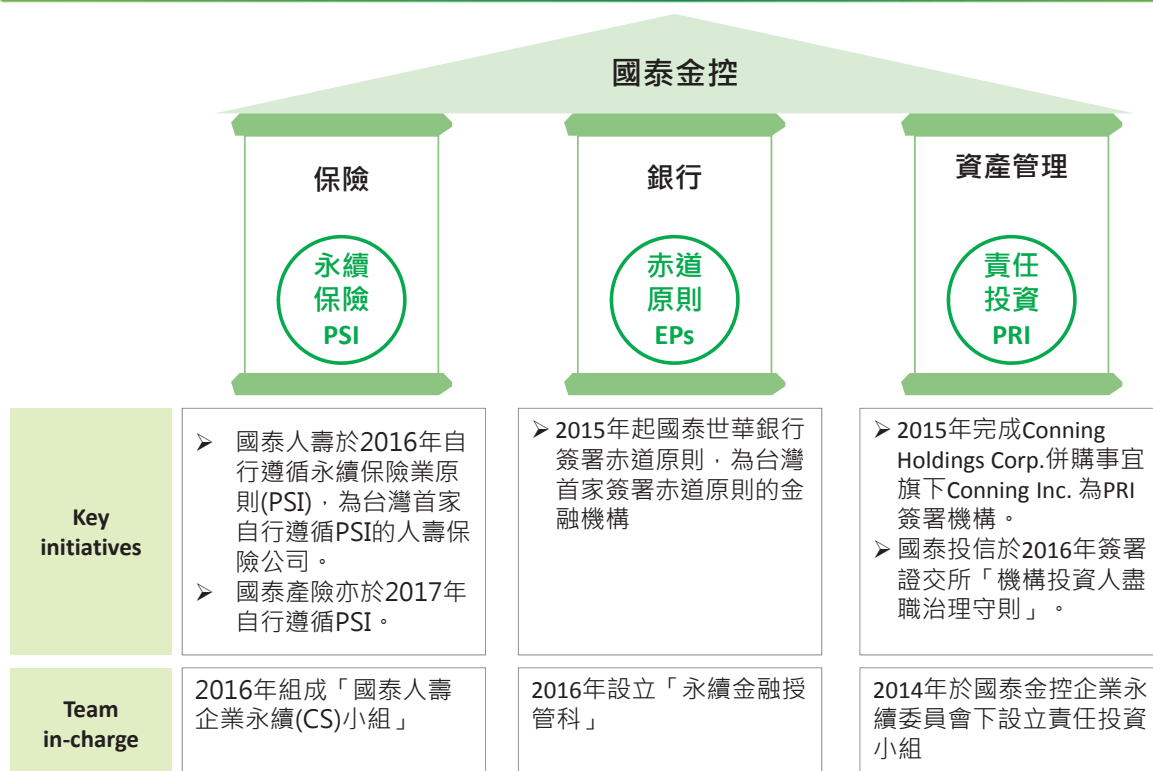 國泰金控
保險
永續
保險
PSI
銀行
赤道
原則
EPs
資產管理
責任
投資
PRI
Key
initiatives
➢ 國泰人壽於2016年自
行遵循永續保險業原
則(PSI)，為台灣首家
自行遵循PSI的人壽保
險公司。
➢ 國泰產險亦於2017年
自行遵循PSI。
➢ 2015年起國泰世華銀行
簽署赤道原則，為台灣
首家簽署赤道原則的金
融機構
➢ 2015年完成Conning
Holdings Corp.併購事宜
旗下Conning Inc. 為PRI
簽署機構。
➢ 國泰投信於2016年簽署
證交所「機構投資人盡
職治理守則」。
Team
in-charge
2016年組成「國泰人壽
企業永續(CS)小組」
2016年設立「永續金融授
管科」
2014年於國泰金控企業永
續委員會下設立責任投資
小組